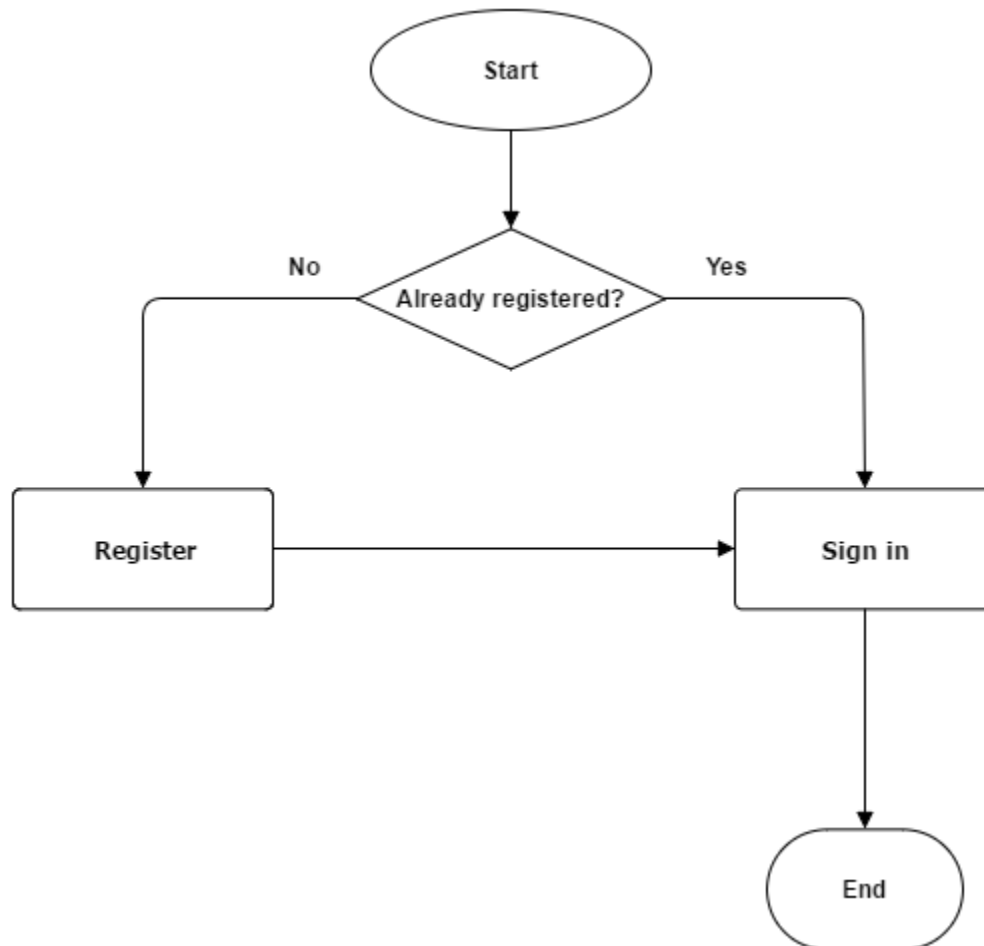 Start
No
Yes
Already registered?
Register
Sign in
End